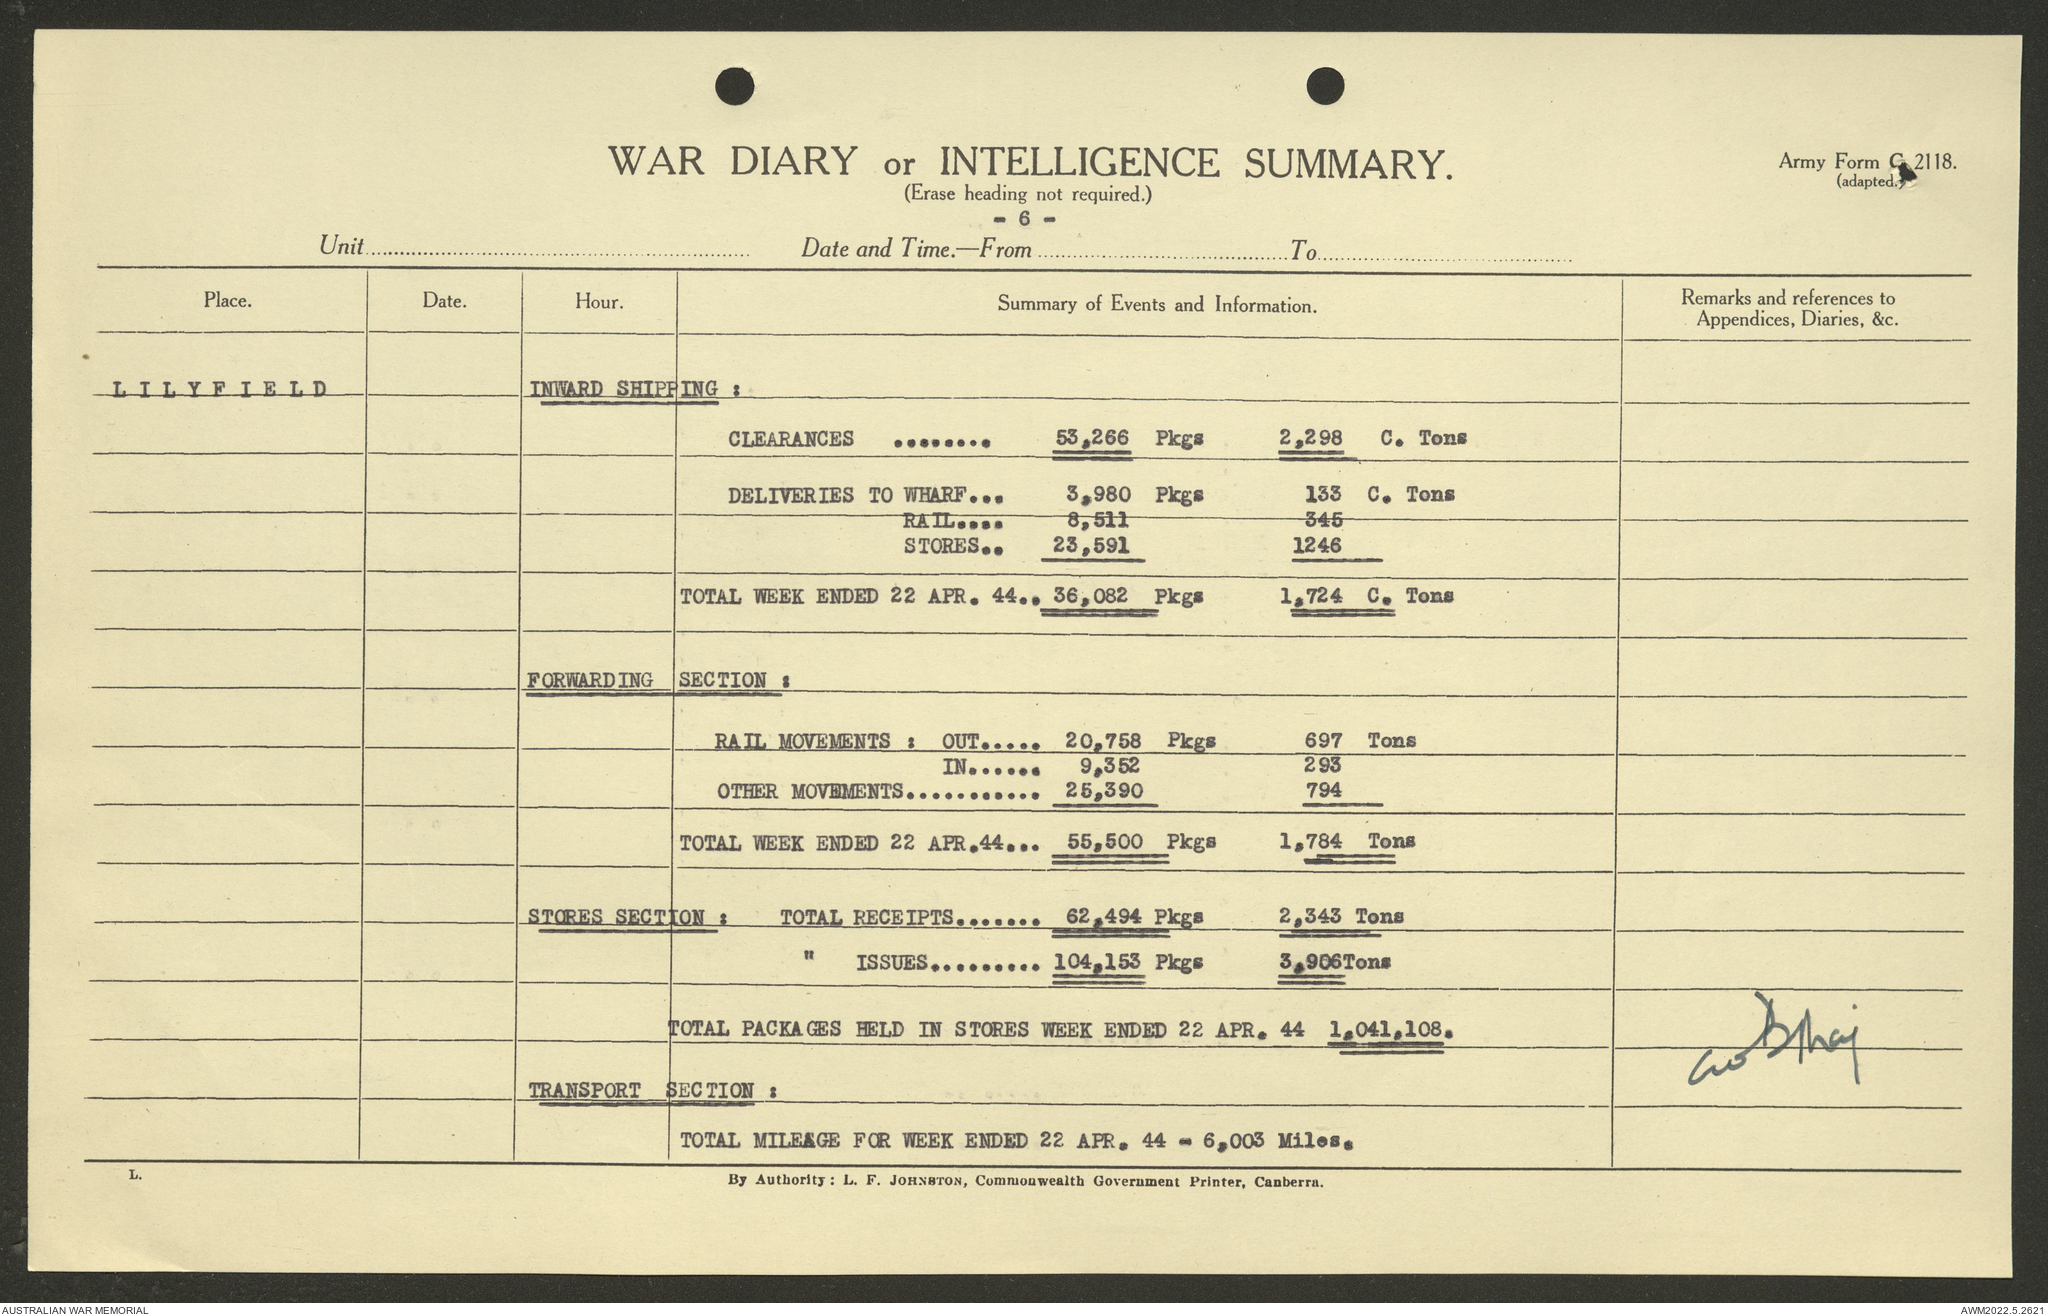 WAR DIARY or INTELLIGENCE SUMMARY.
Army Form C. 2118.
(Erase heading not required.)
(adapted.)
- 6 -
Unit Date and Time.—From To
Place. Date. Hour. Summary of Events and Information. Remarks and references to Appendices, Diaries, &c.
LILYFIELD INWARD SHIPPING :
CLEARANCES ........ 53,266 Pkgs 2,298 C. Tons
DELIVERIES TO WHARF... 3,980 Pkgs 133 C. Tons
RAIL.... 8,511 345
STORES.. 23,591 1246
TOTAL WEEK ENDED 22 APR. 44.. 36,082 Pkgs 1,724 C. Tons
FORWARDING SECTION :
RAIL MOVEMENTS : OUT..... 20,758 Pkgs 697 Tons
IN...... 9,352 293
OTHER MOVEMENTS........... 25,390 794
TOTAL WEEK ENDED 22 APR.44... 55,500 Pkgs 1,784 Tons
STORES SECTION : TOTAL RECEIPTS....... 62,494 Pkgs 2,343 Tons
" ISSUES......... 104,153 Pkgs 3,906Tons
TOTAL PACKAGES HELD IN STORES WEEK ENDED 22 APR. 44 1,041,108.
TRANSPORT SECTION :
TOTAL MILEAGE FOR WEEK ENDED 22 APR. 44 - 6,003 Miles.
L.
By Authority: L. F. JOHNSTON, Commonwealth Government Printer, Canberra.
AUSTRALIAN WAR MEMORIAL
AWM2022.5.2621